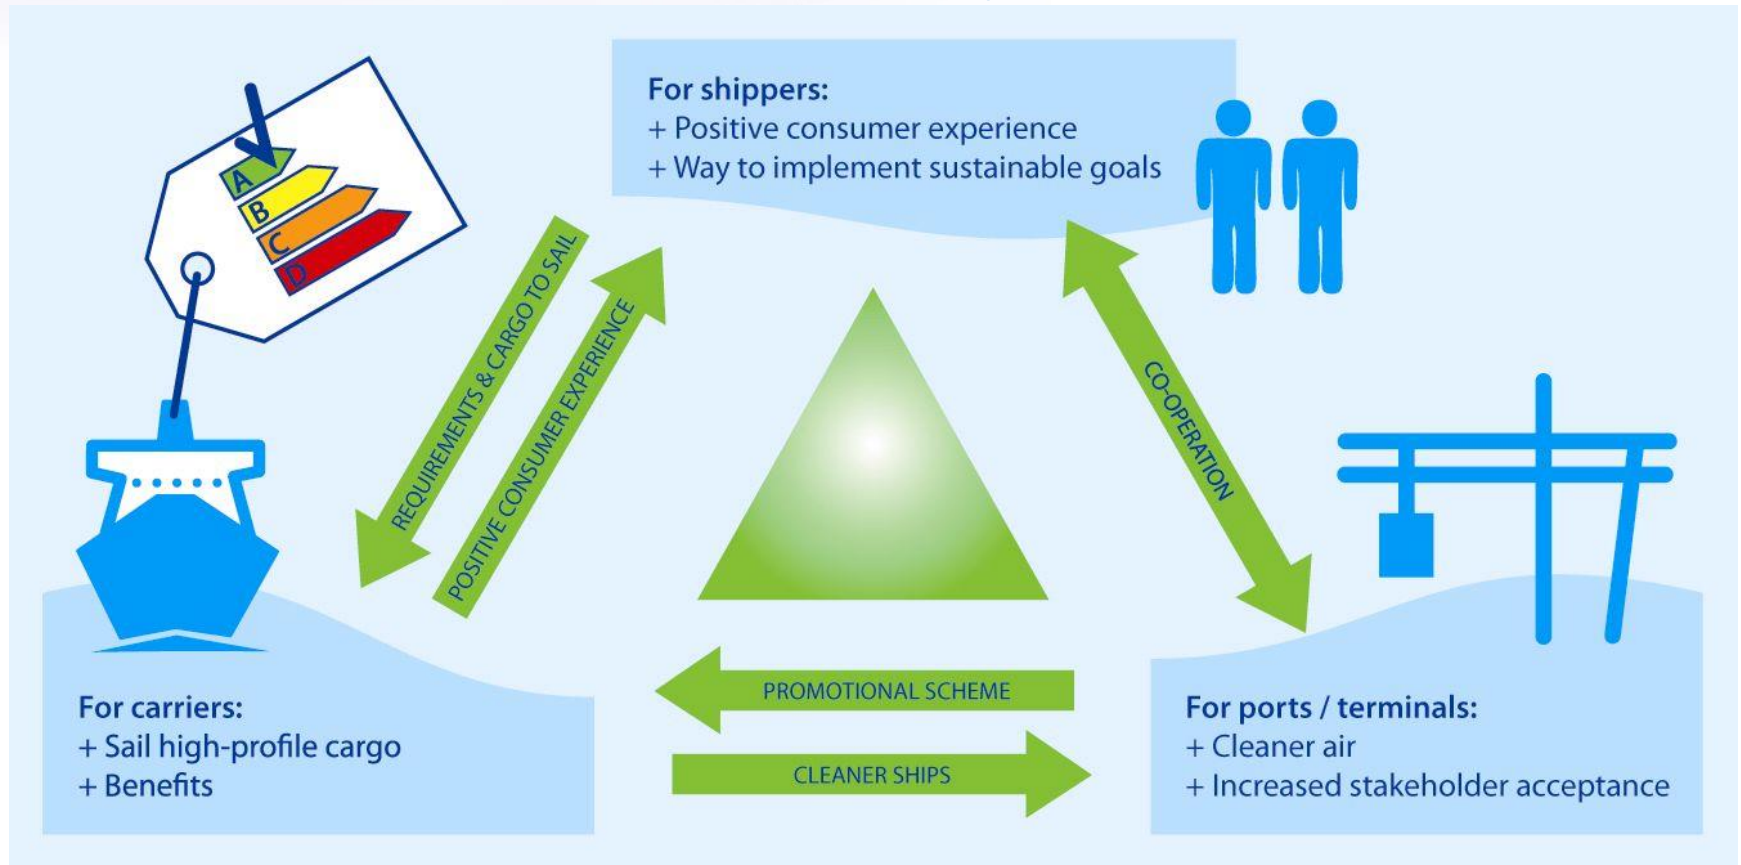 For shippers:
+ Positive consumer experience
+ Way to implement sustainable goals
A
B
C
D
REQUIREMENTS & CARGO TO SAIL
POSITIVE CONSUMER EXPERIENCE
CO-OPERATION
PROMOTIONAL SCHEME
CLEANER SHIPS
For carriers:
+ Sail high-profile cargo
+ Benefits
For ports / terminals:
+ Cleaner air
+ Increased stakeholder acceptance